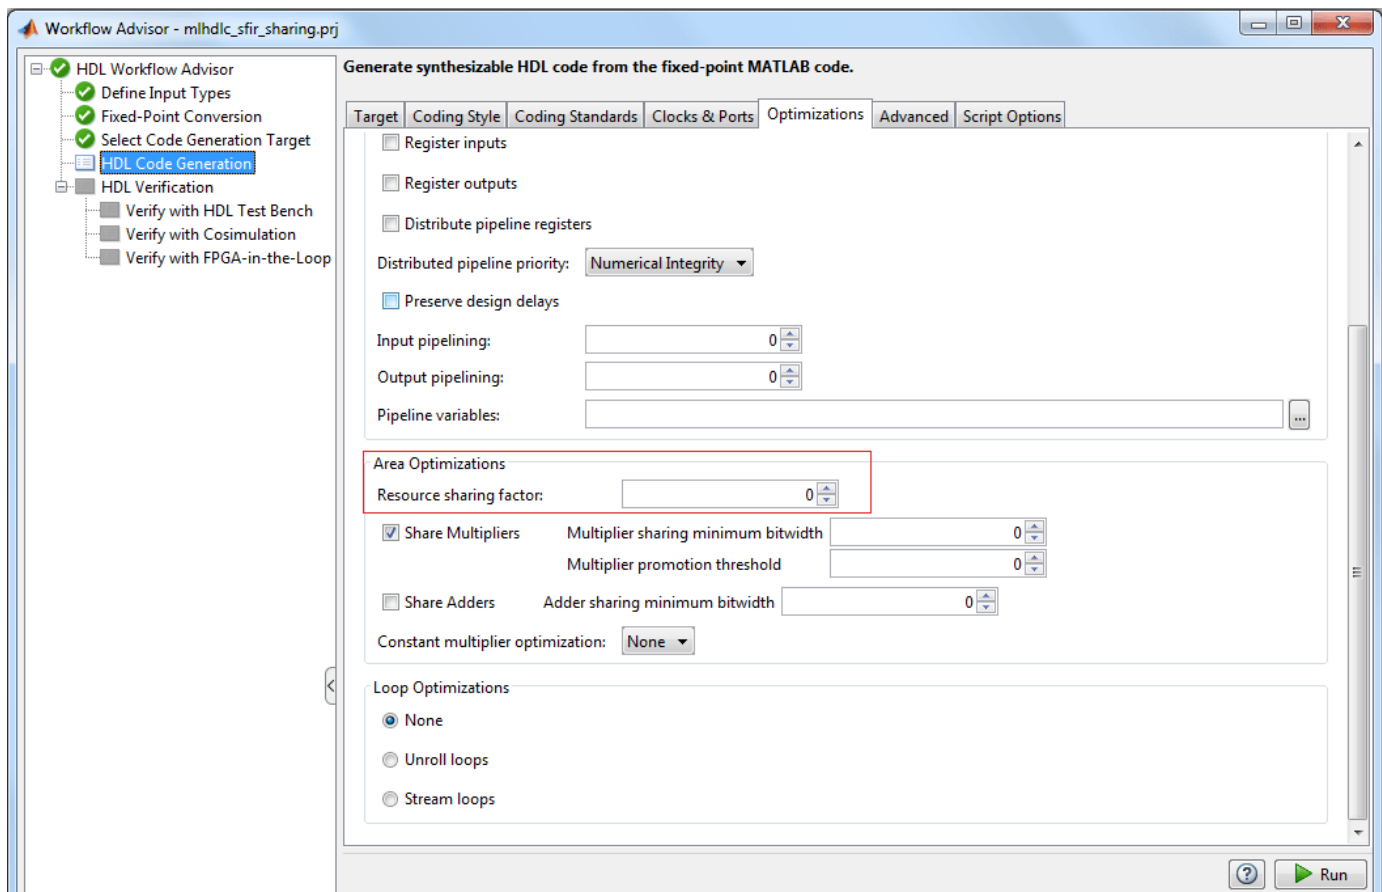 Workflow Advisor - mlhdlc_sfir_sharing.prj
HDL Workflow Advisor
Define Input Types
Fixed-Point Conversion
Select Code Generation Target
HDL Code Generation
HDL Verification
Verify with HDL Test Bench
Verify with Cosimulation
Verify with FPGA-in-the-Loop
Generate synthesizable HDL code from the fixed-point MATLAB code.
Target Coding Style Coding Standards Clocks & Ports Optimizations Advanced Script Options
Register inputs
Register outputs
Distribute pipeline registers
Distributed pipeline priority: Numerical Integrity
Preserve design delays
Input pipelining: 0
Output pipelining: 0
Pipeline variables: ...
Area Optimizations
Resource sharing factor: 0
Share Multipliers Multiplier sharing minimum bitwidth 0
Multiplier promotion threshold 0
Share Adders Adder sharing minimum bitwidth 0
Constant multiplier optimization: None
Loop Optimizations
None
Unroll loops
Stream loops
? Run